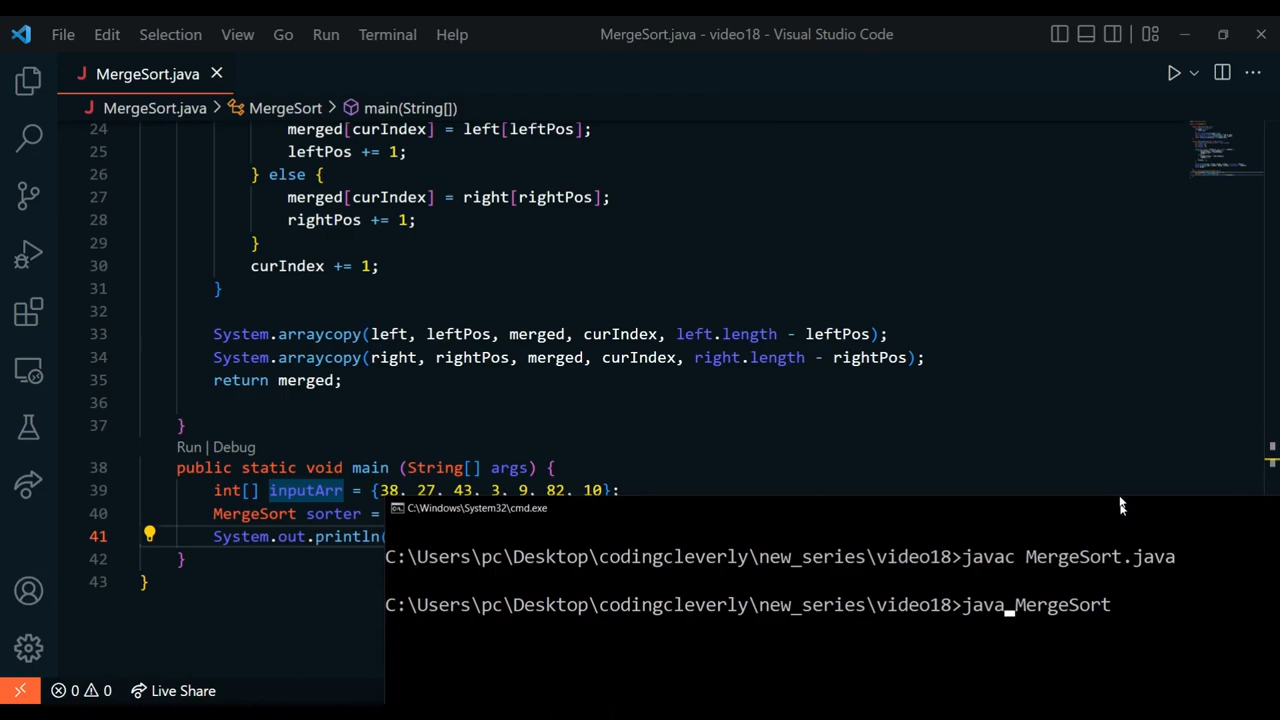 File Edit Selection View Go Run Terminal Help MergeSort.java - video18 - Visual Studio Code
J MergeSort.java
J MergeSort.java > MergeSort > main(String[])
24 merged[curIndex] = left[leftPos];
25 leftPos += 1;
26 } else {
27 merged[curIndex] = right[rightPos];
28 rightPos += 1;
29 }
30 curIndex += 1;
31 }
32
33 System.arraycopy(left, leftPos, merged, curIndex, left.length - leftPos);
34 System.arraycopy(right, rightPos, merged, curIndex, right.length - rightPos);
35 return merged;
36
37 }
Run | Debug
38 public static void main (String[] args) {
39 int[] inputArr = {38, 27, 43, 3, 9, 82, 10};
40 MergeSort sorter =
41 System.out.println(
42 }
43 }
C:\Windows\System32\cmd.exe
C:\Users\pc\Desktop\codingcleverly\new_series\video18>javac MergeSort.java
C:\Users\pc\Desktop\codingcleverly\new_series\video18>java MergeSort
0 0 Live Share